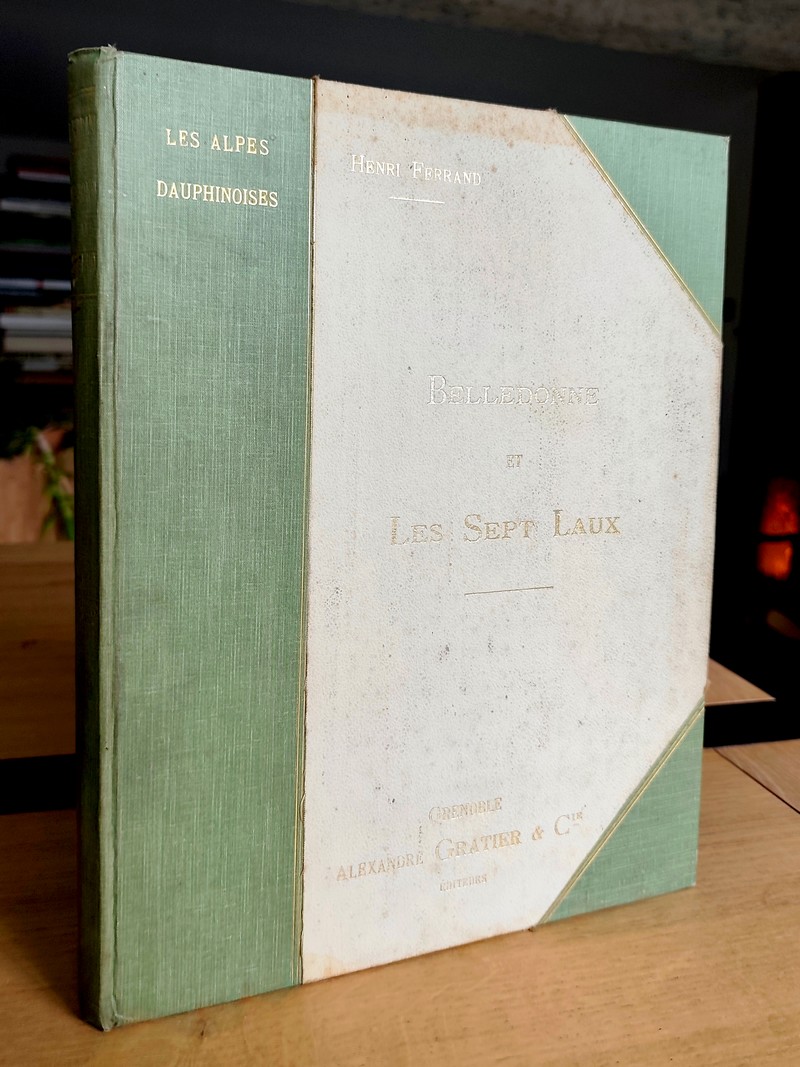 LES ALPES
DAUPHINOISES
HENRI FERRAND
BELLEDONNE
ET
LES SEPT LAUX
GRENOBLE
ALEXANDRE GRATIER & CIE
ÉDITEURS